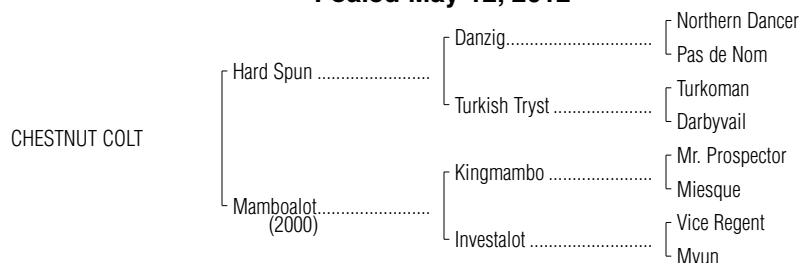 Foaled May 12, 2012
Northern Dancer
Danzig..............................
Pas de Nom
Hard Spun ........................
Turkoman
Turkish Tryst .....................
Darbyvail
CHESTNUT COLT
Mr. Prospector
Kingmambo ......................
Miesque
Mamboalot........................
(2000)
Vice Regent
Investalot ..........................
Myun